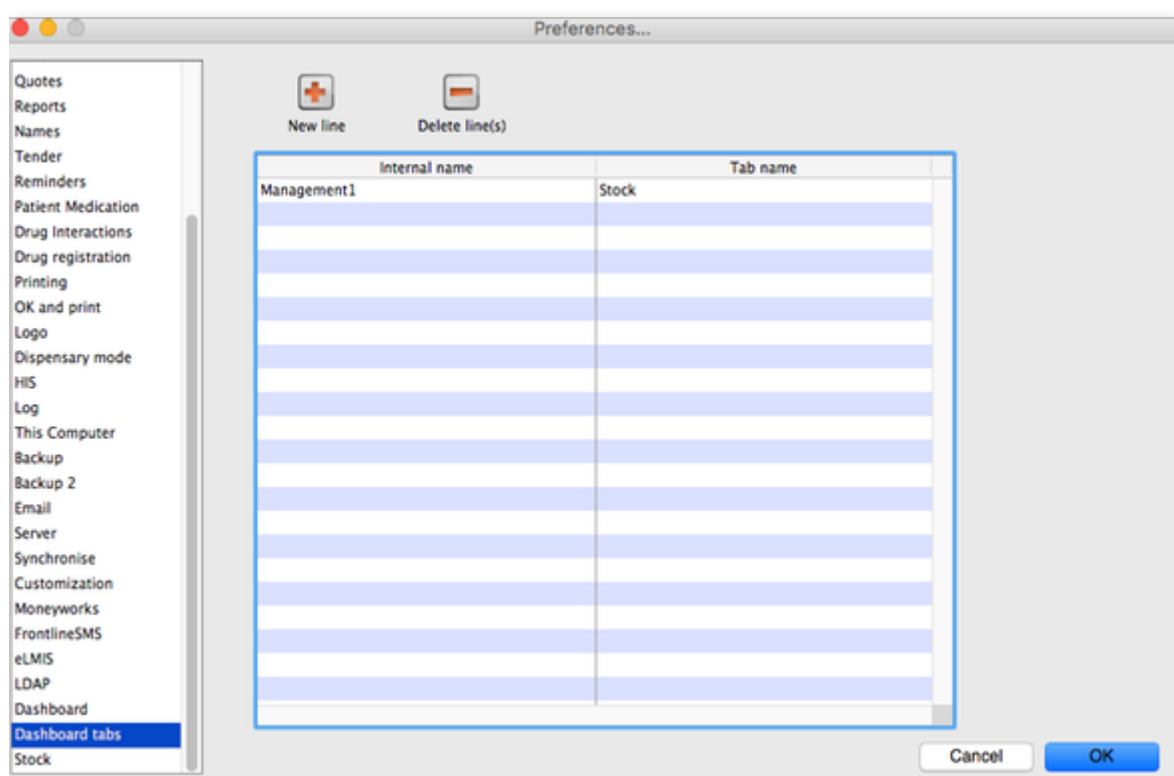 Preferences...
Quotes
Reports
Names
Tender
Reminders
Patient Medication
Drug Interactions
Drug registration
Printing
OK and print
Logo
Dispensary mode
HIS
Log
This Computer
Backup
Backup 2
Email
Server
Synchronise
Customization
Moneyworks
FrontlineSMS
eLMIS
LDAP
Dashboard
Dashboard tabs
Stock
New line Delete line(s)
Internal name Tab name
Management1 Stock
Cancel OK